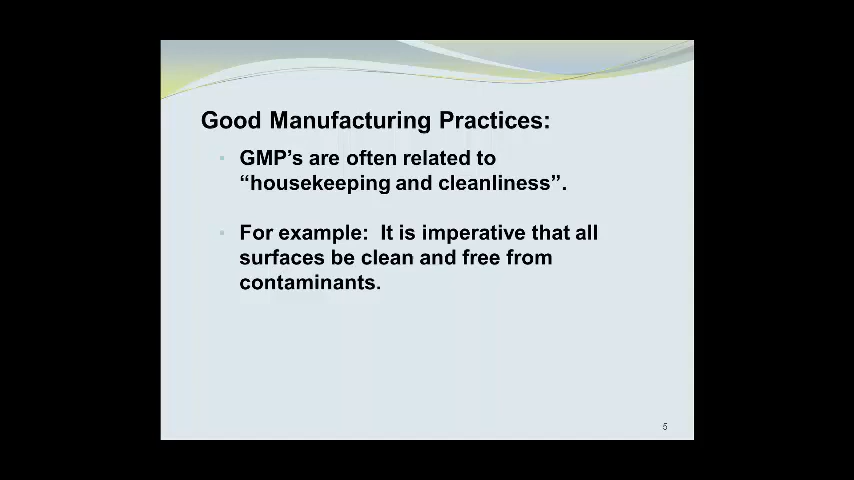 Good Manufacturing Practices:
GMP’s are often related to
“housekeeping and cleanliness”.
For example:  It is imperative that all
surfaces be clean and free from
contaminants.
5